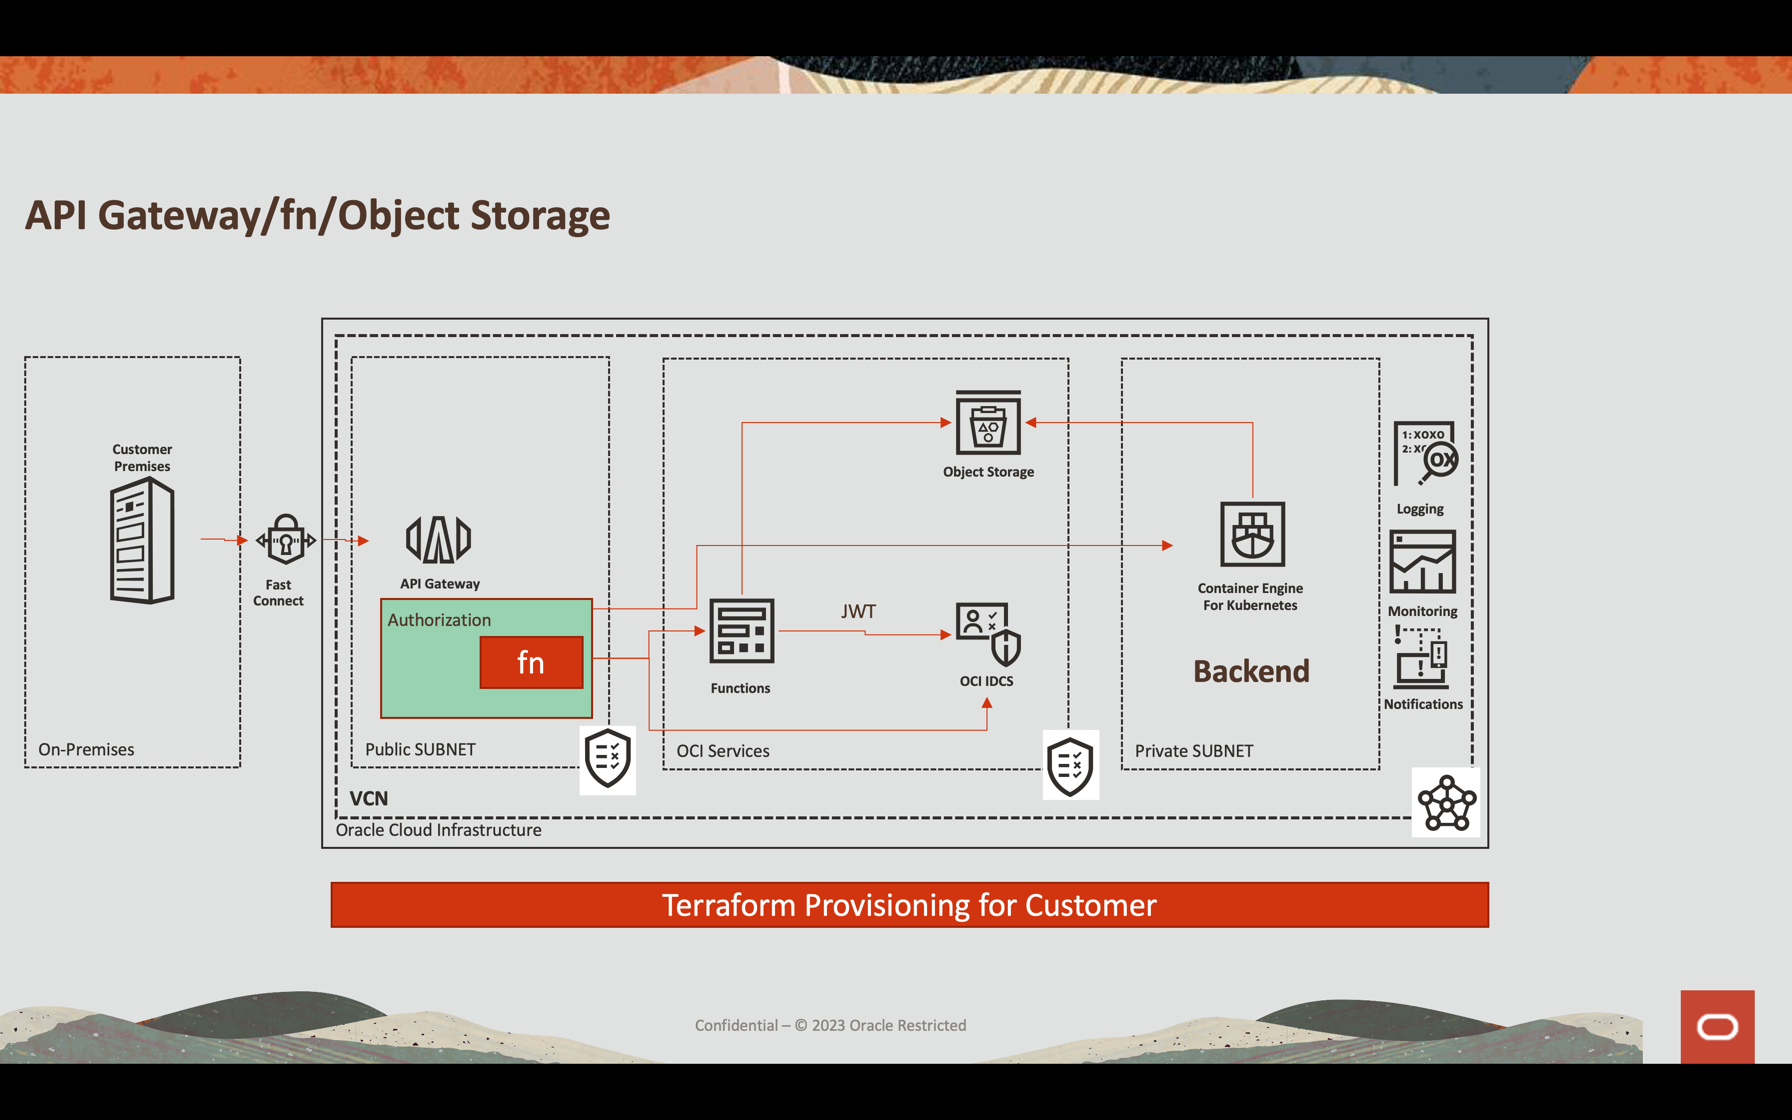 API Gateway/fn/Object Storage
Customer
Premises
Fast
Connect
On-Premises
API Gateway
Authorization
fn
Public SUBNET
Object Storage
Functions
JWT
OCI IDCS
OCI Services
Container Engine
For Kubernetes
Backend
Private SUBNET
1: XOXO
2: XC
OX
Logging
Monitoring
Notifications
VCN
Oracle Cloud Infrastructure
Terraform Provisioning for Customer
Confidential – © 2023 Oracle Restricted